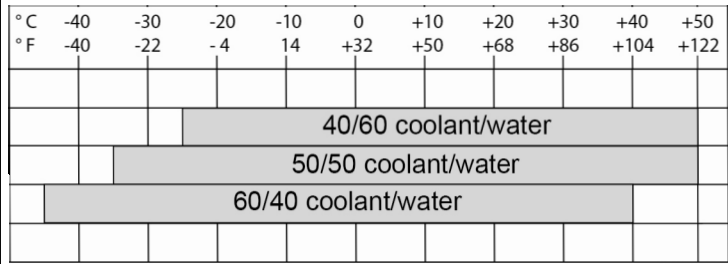 °C -40 -30 -20 -10 0 +10 +20 +30 +40 +50
°F -40 -22 -4 14 +32 +50 +68 +86 +104 +122
40/60 coolant/water
50/50 coolant/water
60/40 coolant/water